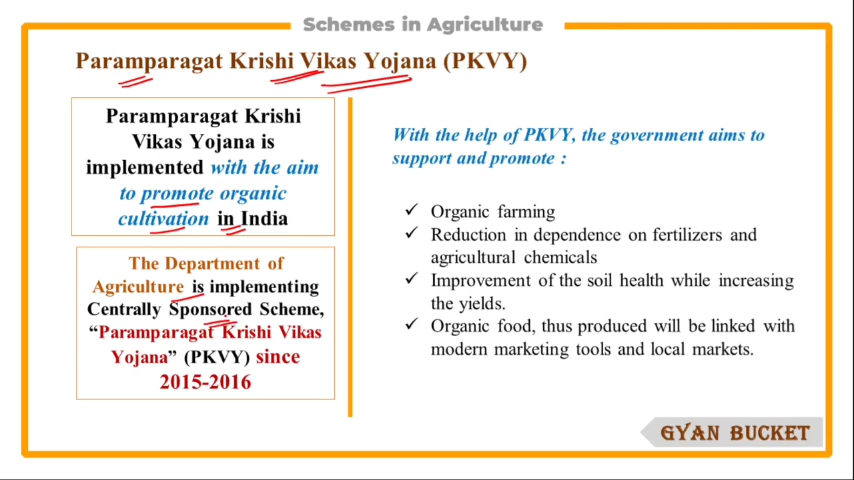 Schemes in Agriculture
Paramparagat Krishi Vikas Yojana (PKVY)
Paramparagat Krishi
Vikas Yojana is
implemented with the aim
to promote organic
cultivation in India
The Department of
Agriculture is implementing
Centrally Sponsored Scheme,
“Paramparagat Krishi Vikas
Yojana” (PKVY) since
2015-2016
With the help of PKVY, the government aims to
support and promote :
✓ Organic farming
✓ Reduction in dependence on fertilizers and
agricultural chemicals
✓ Improvement of the soil health while increasing
the yields.
✓ Organic food, thus produced will be linked with
modern marketing tools and local markets.
GYAN BUCKET